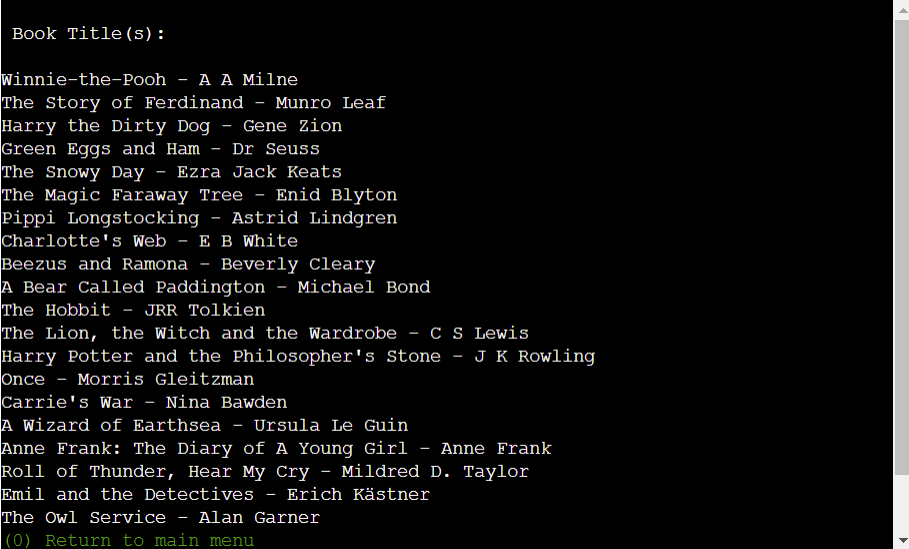 Book Title(s):
Winnie-the-Pooh - A A Milne
The Story of Ferdinand - Munro Leaf
Harry the Dirty Dog - Gene Zion
Green Eggs and Ham - Dr Seuss
The Snowy Day - Ezra Jack Keats
The Magic Faraway Tree - Enid Blyton
Pippi Longstocking - Astrid Lindgren
Charlotte's Web - E B White
Beezus and Ramona - Beverly Cleary
A Bear Called Paddington - Michael Bond
The Hobbit - JRR Tolkien
The Lion, the Witch and the Wardrobe - C S Lewis
Harry Potter and the Philosopher's Stone - J K Rowling
Once - Morris Gleitzman
Carrie's War - Nina Bawden
A Wizard of Earthsea - Ursula Le Guin
Anne Frank: The Diary of A Young Girl - Anne Frank
Roll of Thunder, Hear My Cry - Mildred D. Taylor
Emil and the Detectives - Erich Kästner
The Owl Service - Alan Garner
(0) Return to main menu